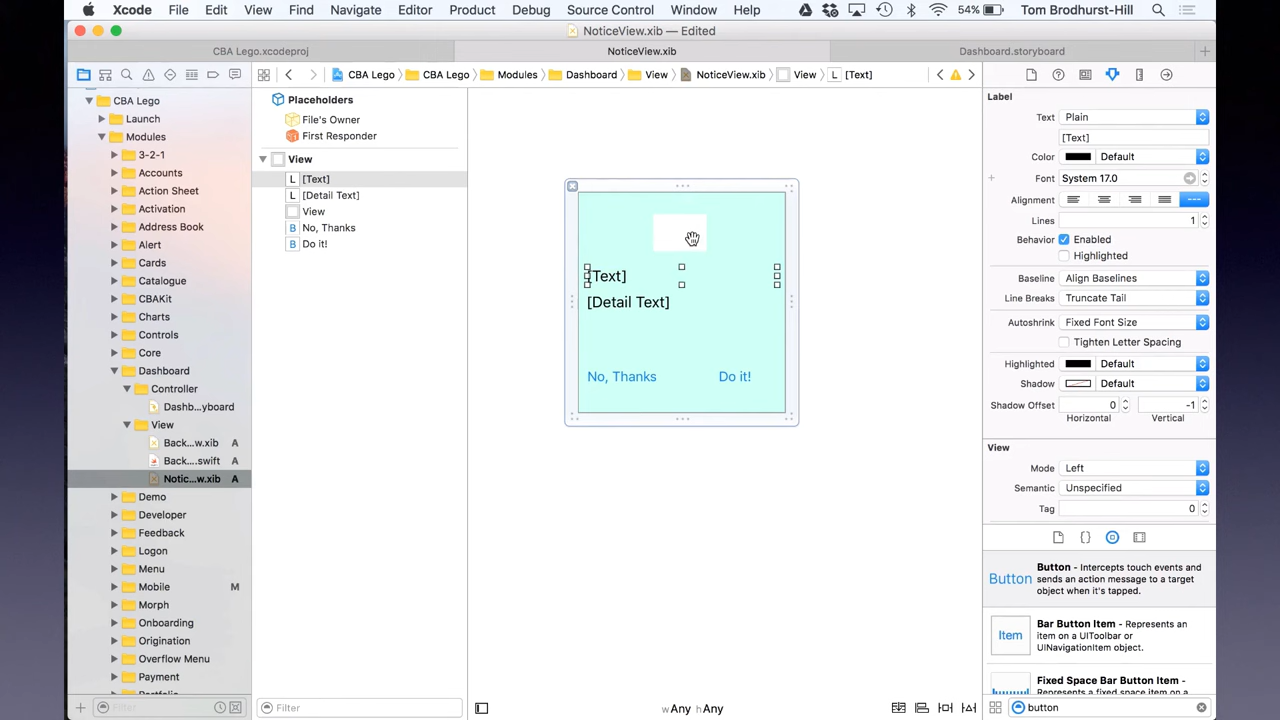 Xcode File Edit View Find Navigate Editor Product Debug Source Control Window Help 54% Tom Brodhurst-Hill
NoticeView.xib — Edited
CBA Lego.xcodeproj NoticeView.xib Dashboard.storyboard
CBA Lego CBA Lego Modules Dashboard View NoticeView.xib View L [Text]
CBA Lego
Launch
Modules
3-2-1
Accounts
Action Sheet
Activation
Address Book
Alert
Cards
Catalogue
CBAKit
Charts
Controls
Core
Dashboard
Controller
Dashb...yboard
View
Back...w.xib A
Back....swift A
Notic...w.xib A
Demo
Developer
Feedback
Logon
Menu
Mobile M
Morph
Onboarding
Origination
Overflow Menu
Payment
Filter
Placeholders
File's Owner
First Responder
View
L [Text]
L [Detail Text]
View
B No, Thanks
B Do it!
Filter
[Text]
[Detail Text]
No, Thanks Do it!
wAny hAny
Label
Text Plain
[Text]
Color Default
Font System 17.0
Alignment
Lines 1
Behavior Enabled
Highlighted
Baseline Align Baselines
Line Breaks Truncate Tail
Autoshrink Fixed Font Size
Tighten Letter Spacing
Highlighted Default
Shadow Default
Shadow Offset 0 -1
Horizontal Vertical
View
Mode Left
Semantic Unspecified
Tag 0
Button Button - Intercepts touch events and
sends an action message to a target
object when it's tapped.
Item Bar Button Item - Represents an
item on a UIToolbar or
UINavigationItem object.
Fixed Space Bar Button Item -
Represents a fixed space item on a
button